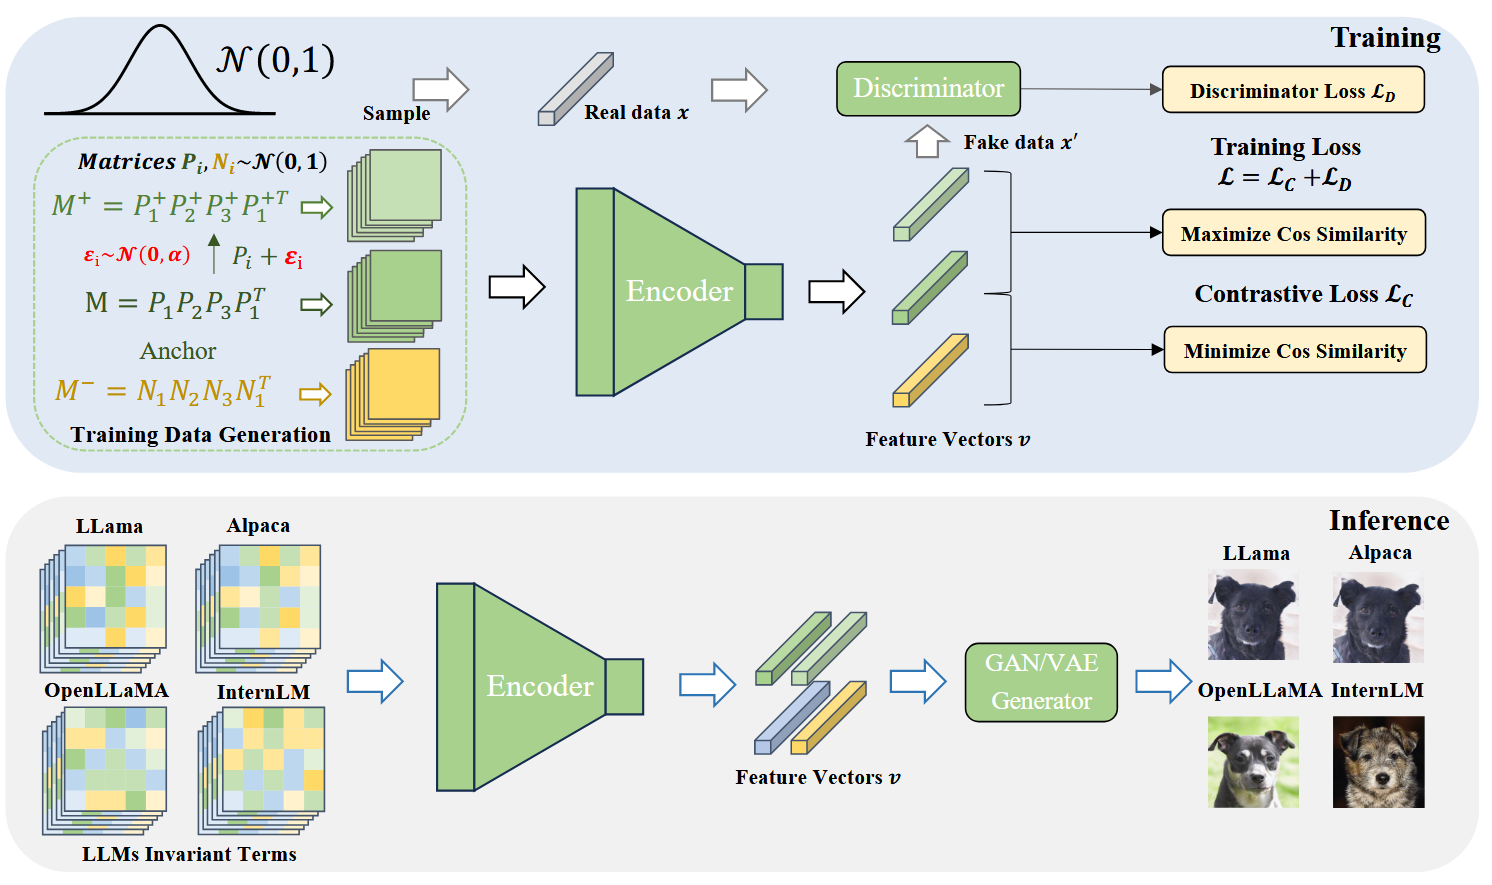 Training
𝒩(0,1)
Sample
Real data x
Discriminator
Discriminator Loss ℒ_D
Fake data x′
Training Loss
ℒ = ℒ_C +ℒ_D
Matrices P_i, N_i~𝒩(0,1)
M⁺ = P₁⁺P₂⁺P₃⁺P₁⁺ᵀ
ε_i~𝒩(0,α)
P_i + ε_i
M = P₁P₂P₃P₁ᵀ
Anchor
M⁻ = N₁N₂N₃N₁ᵀ
Training Data Generation
Encoder
Feature Vectors v
Maximize Cos Similarity
Contrastive Loss ℒ_C
Minimize Cos Similarity
Inference
LLama
Alpaca
OpenLLaMA
InternLM
LLMs Invariant Terms
Encoder
Feature Vectors v
GAN/VAE
Generator
LLama
Alpaca
OpenLLaMA
InternLM